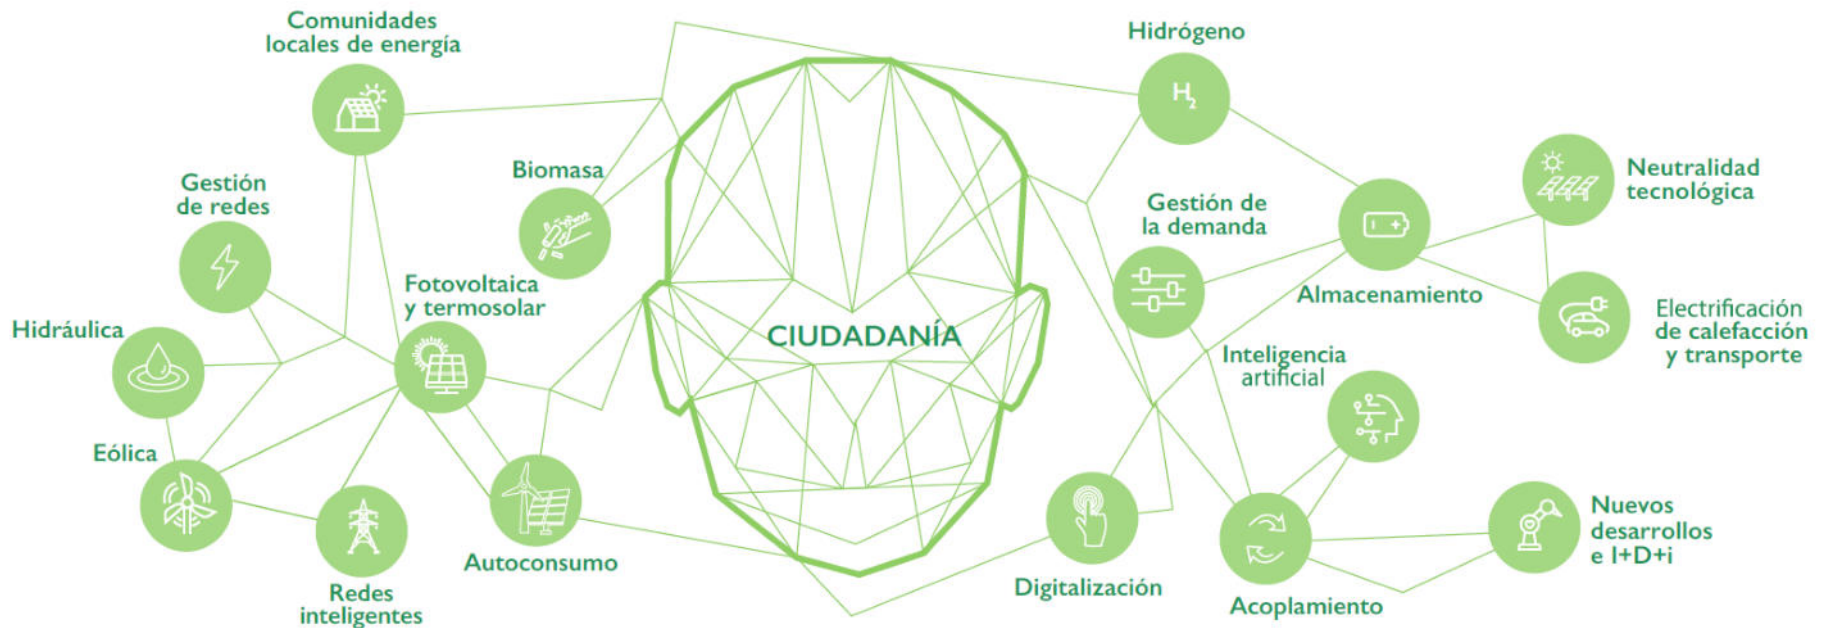 Comunidades
locales de energía
Hidrógeno
H₂
Biomasa
Neutralidad
tecnológica
Gestión
de redes
Gestión de
la demanda
Fotovoltaica
y termosolar
Almacenamiento
Hidráulica
CIUDADANÍA
Electrificación
de calefacción
y transporte
Inteligencia
artificial
Eólica
Nuevos
desarrollos
e I+D+i
Autoconsumo
Redes
inteligentes
Digitalización
Acoplamiento